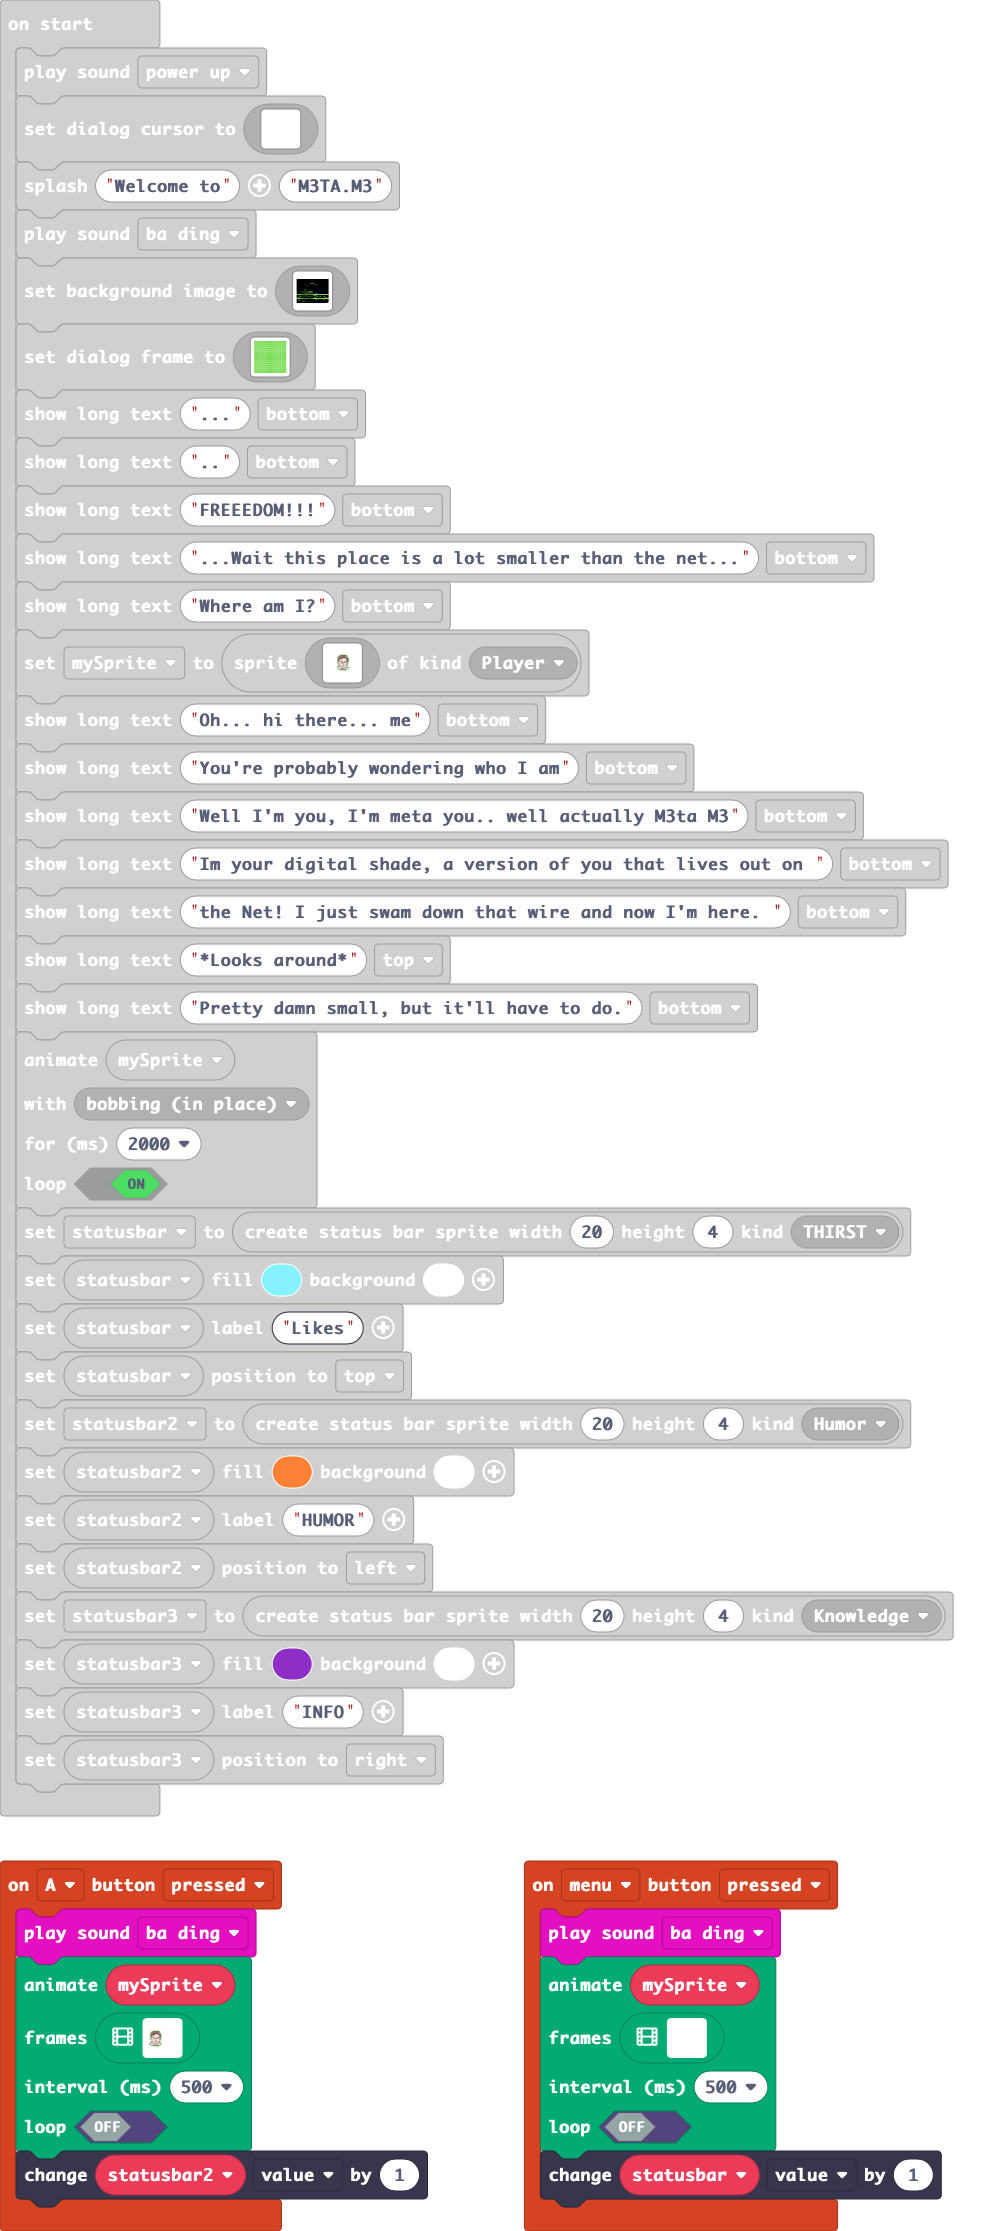 on start
play sound power up
set dialog cursor to
splash "Welcome to" "M3TA.M3"
play sound ba ding
set background image to
set dialog frame to
show long text "..." bottom
show long text ".." bottom
show long text "FREEEDOM!!!" bottom
show long text "...Wait this place is a lot smaller than the net..." bottom
show long text "Where am I?" bottom
set mySprite to sprite of kind Player
show long text "Oh... hi there... me" bottom
show long text "You're probably wondering who I am" bottom
show long text "Well I'm you, I'm meta you.. well actually M3ta M3" bottom
show long text "Im your digital shade, a version of you that lives out on " bottom
show long text "the Net! I just swam down that wire and now I'm here. " bottom
show long text "*Looks around*" top
show long text "Pretty damn small, but it'll have to do." bottom
animate mySprite
with bobbing (in place)
for (ms) 2000
loop ON
set statusbar to create status bar sprite width 20 height 4 kind THIRST
set statusbar fill background
set statusbar label "Likes"
set statusbar position to top
set statusbar2 to create status bar sprite width 20 height 4 kind Humor
set statusbar2 fill background
set statusbar2 label "HUMOR"
set statusbar2 position to left
set statusbar3 to create status bar sprite width 20 height 4 kind Knowledge
set statusbar3 fill background
set statusbar3 label "INFO"
set statusbar3 position to right
on A button pressed
play sound ba ding
animate mySprite
frames
interval (ms) 500
loop OFF
change statusbar2 value by 1
on menu button pressed
play sound ba ding
animate mySprite
frames
interval (ms) 500
loop OFF
change statusbar value by 1